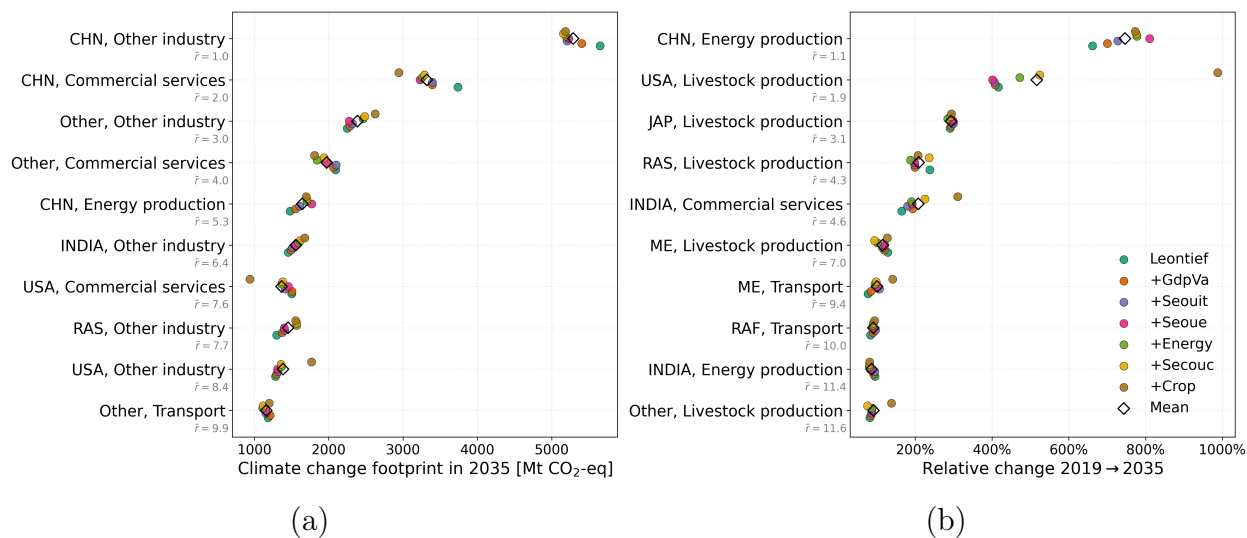 CHN, Other industry
r̄ = 1.0
CHN, Commercial services
r̄ = 2.0
Other, Other industry
r̄ = 3.0
Other, Commercial services
r̄ = 4.0
CHN, Energy production
r̄ = 5.3
INDIA, Other industry
r̄ = 6.4
USA, Commercial services
r̄ = 7.6
RAS, Other industry
r̄ = 7.7
USA, Other industry
r̄ = 8.4
Other, Transport
r̄ = 9.9
1000 2000 3000 4000 5000
Climate change footprint in 2035 [Mt CO₂-eq]
(a)
CHN, Energy production
r̄ = 1.1
USA, Livestock production
r̄ = 1.9
JAP, Livestock production
r̄ = 3.1
RAS, Livestock production
r̄ = 4.3
INDIA, Commercial services
r̄ = 4.6
ME, Livestock production
r̄ = 7.0
ME, Transport
r̄ = 9.4
RAF, Transport
r̄ = 10.0
INDIA, Energy production
r̄ = 11.4
Other, Livestock production
r̄ = 11.6
Leontief
+GdpVa
+Seouit
+Seoue
+Energy
+Secouc
+Crop
Mean
200% 400% 600% 800% 1000%
Relative change 2019→2035
(b)